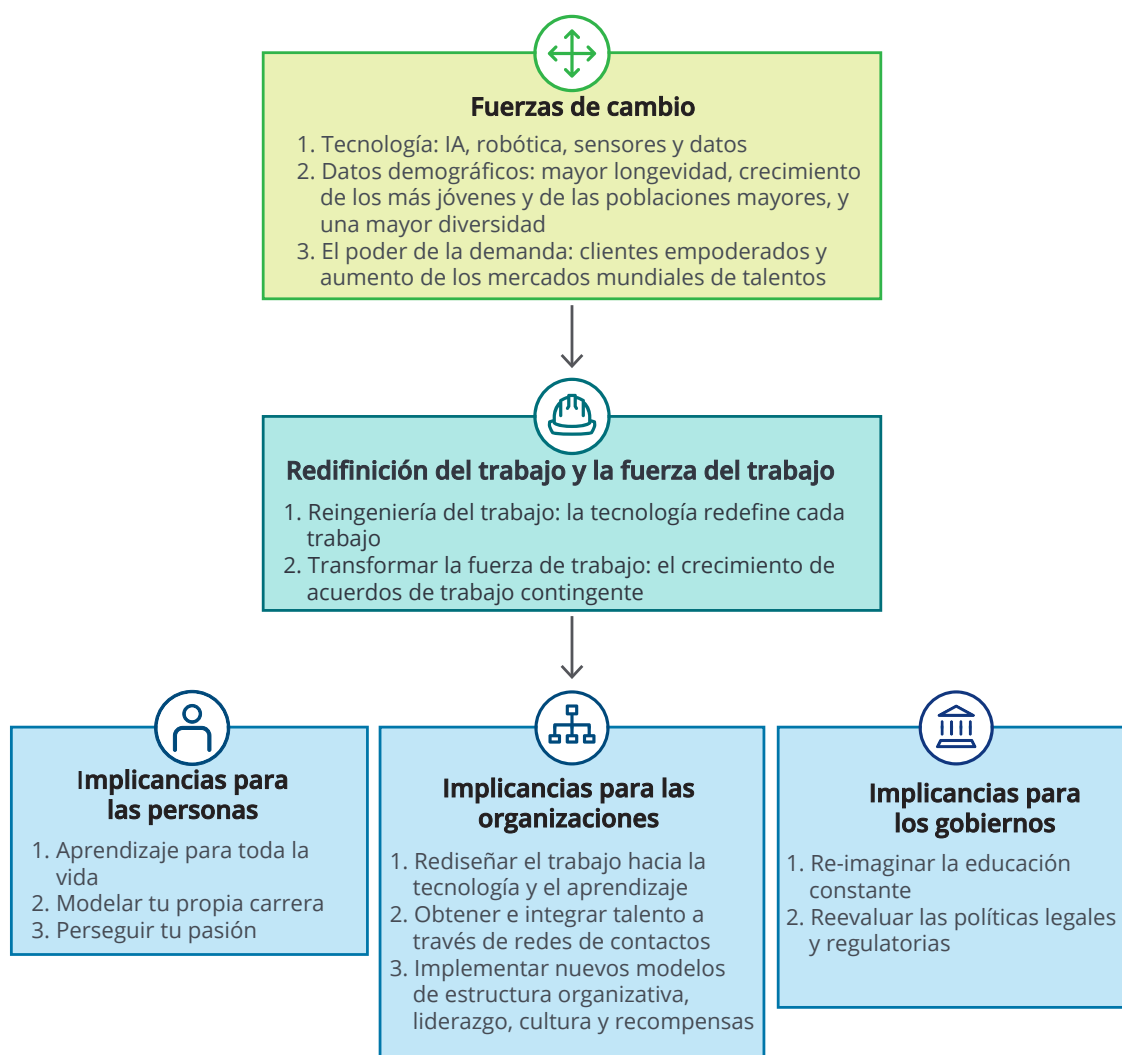 Fuerzas de cambio
1. Tecnología: IA, robótica, sensores y datos
2. Datos demográficos: mayor longevidad, crecimiento
de los más jóvenes y de las poblaciones mayores, y
una mayor diversidad
3. El poder de la demanda: clientes empoderados y
aumento de los mercados mundiales de talentos
Redifinición del trabajo y la fuerza del trabajo
1. Reingeniería del trabajo: la tecnología redefine cada
trabajo
2. Transformar la fuerza de trabajo: el crecimiento de
acuerdos de trabajo contingente
Implicancias para
las personas
1. Aprendizaje para toda la
vida
2. Modelar tu propia carrera
3. Perseguir tu pasión
Implicancias para las
organizaciones
1. Rediseñar el trabajo hacia la
tecnología y el aprendizaje
2. Obtener e integrar talento a
través de redes de contactos
3. Implementar nuevos modelos
de estructura organizativa,
liderazgo, cultura y recompensas
Implicancias para
los gobiernos
1. Re-imaginar la educación
constante
2. Reevaluar las políticas legales
y regulatorias